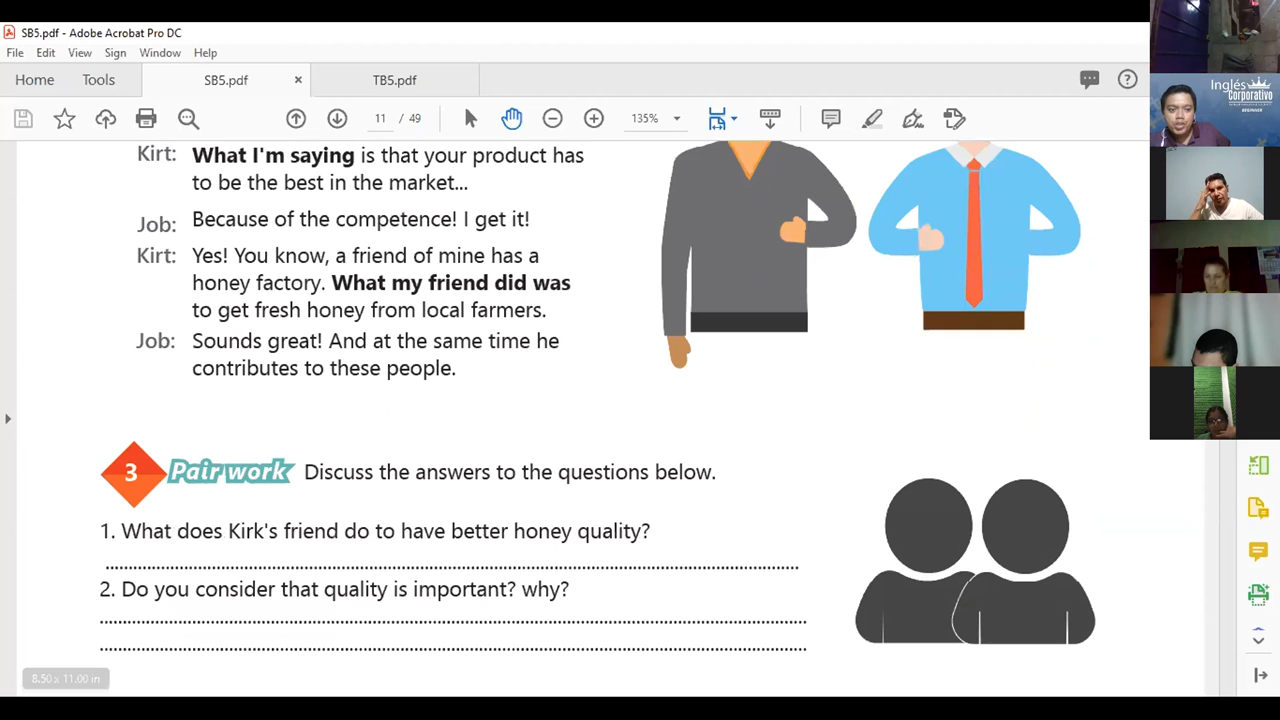 SB5.pdf - Adobe Acrobat Pro DC
File Edit View Sign Window Help
Home Tools SB5.pdf × TB5.pdf
11 / 49 135%
Kirt: What I'm saying is that your product has
to be the best in the market...
Job: Because of the competence! I get it!
Kirt: Yes! You know, a friend of mine has a
honey factory. What my friend did was
to get fresh honey from local farmers.
Job: Sounds great! And at the same time he
contributes to these people.
3 Pair work Discuss the answers to the questions below.
1. What does Kirk's friend do to have better honey quality?
2. Do you consider that quality is important? why?
8.50 x 11.00 in
Inglés
Corporativo
BEGINNER